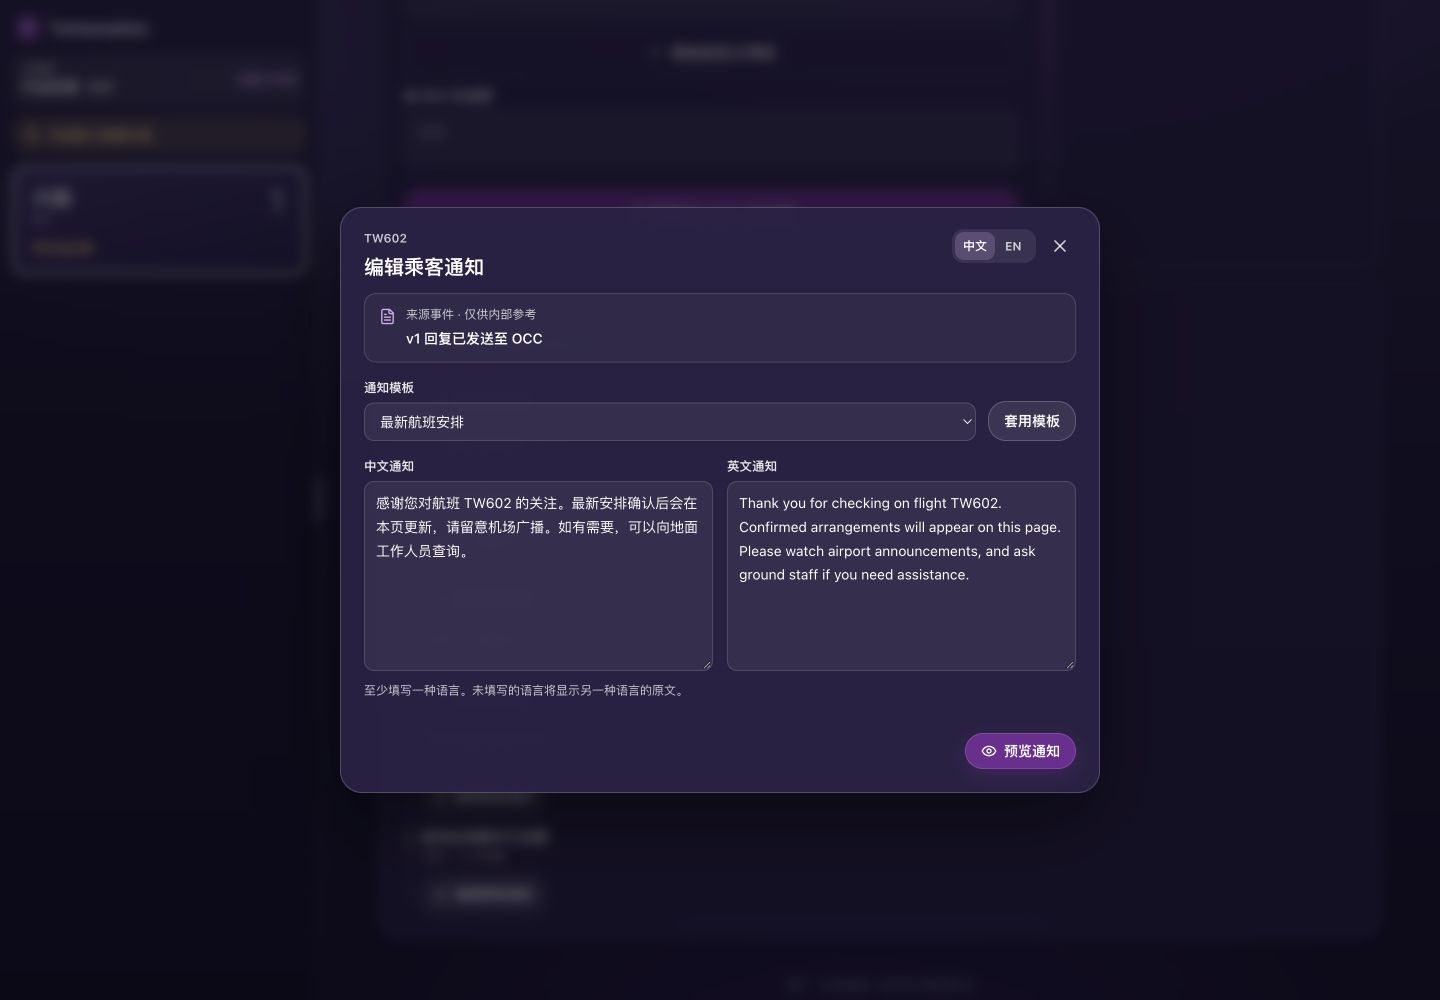 TW602
中文 EN
编辑乘客通知
来源事件 · 仅供内部参考
v1 回复已发送至 OCC
通知模板
最新航班安排
套用模板
中文通知
感谢您对航班 TW602 的关注。最新安排确认后会在
本页更新，请留意机场广播。如有需要，可以向地面
工作人员查询。
英文通知
Thank you for checking on flight TW602.
Confirmed arrangements will appear on this page.
Please watch airport announcements, and ask
ground staff if you need assistance.
至少填写一种语言。未填写的语言将显示另一种语言的原文。
预览通知